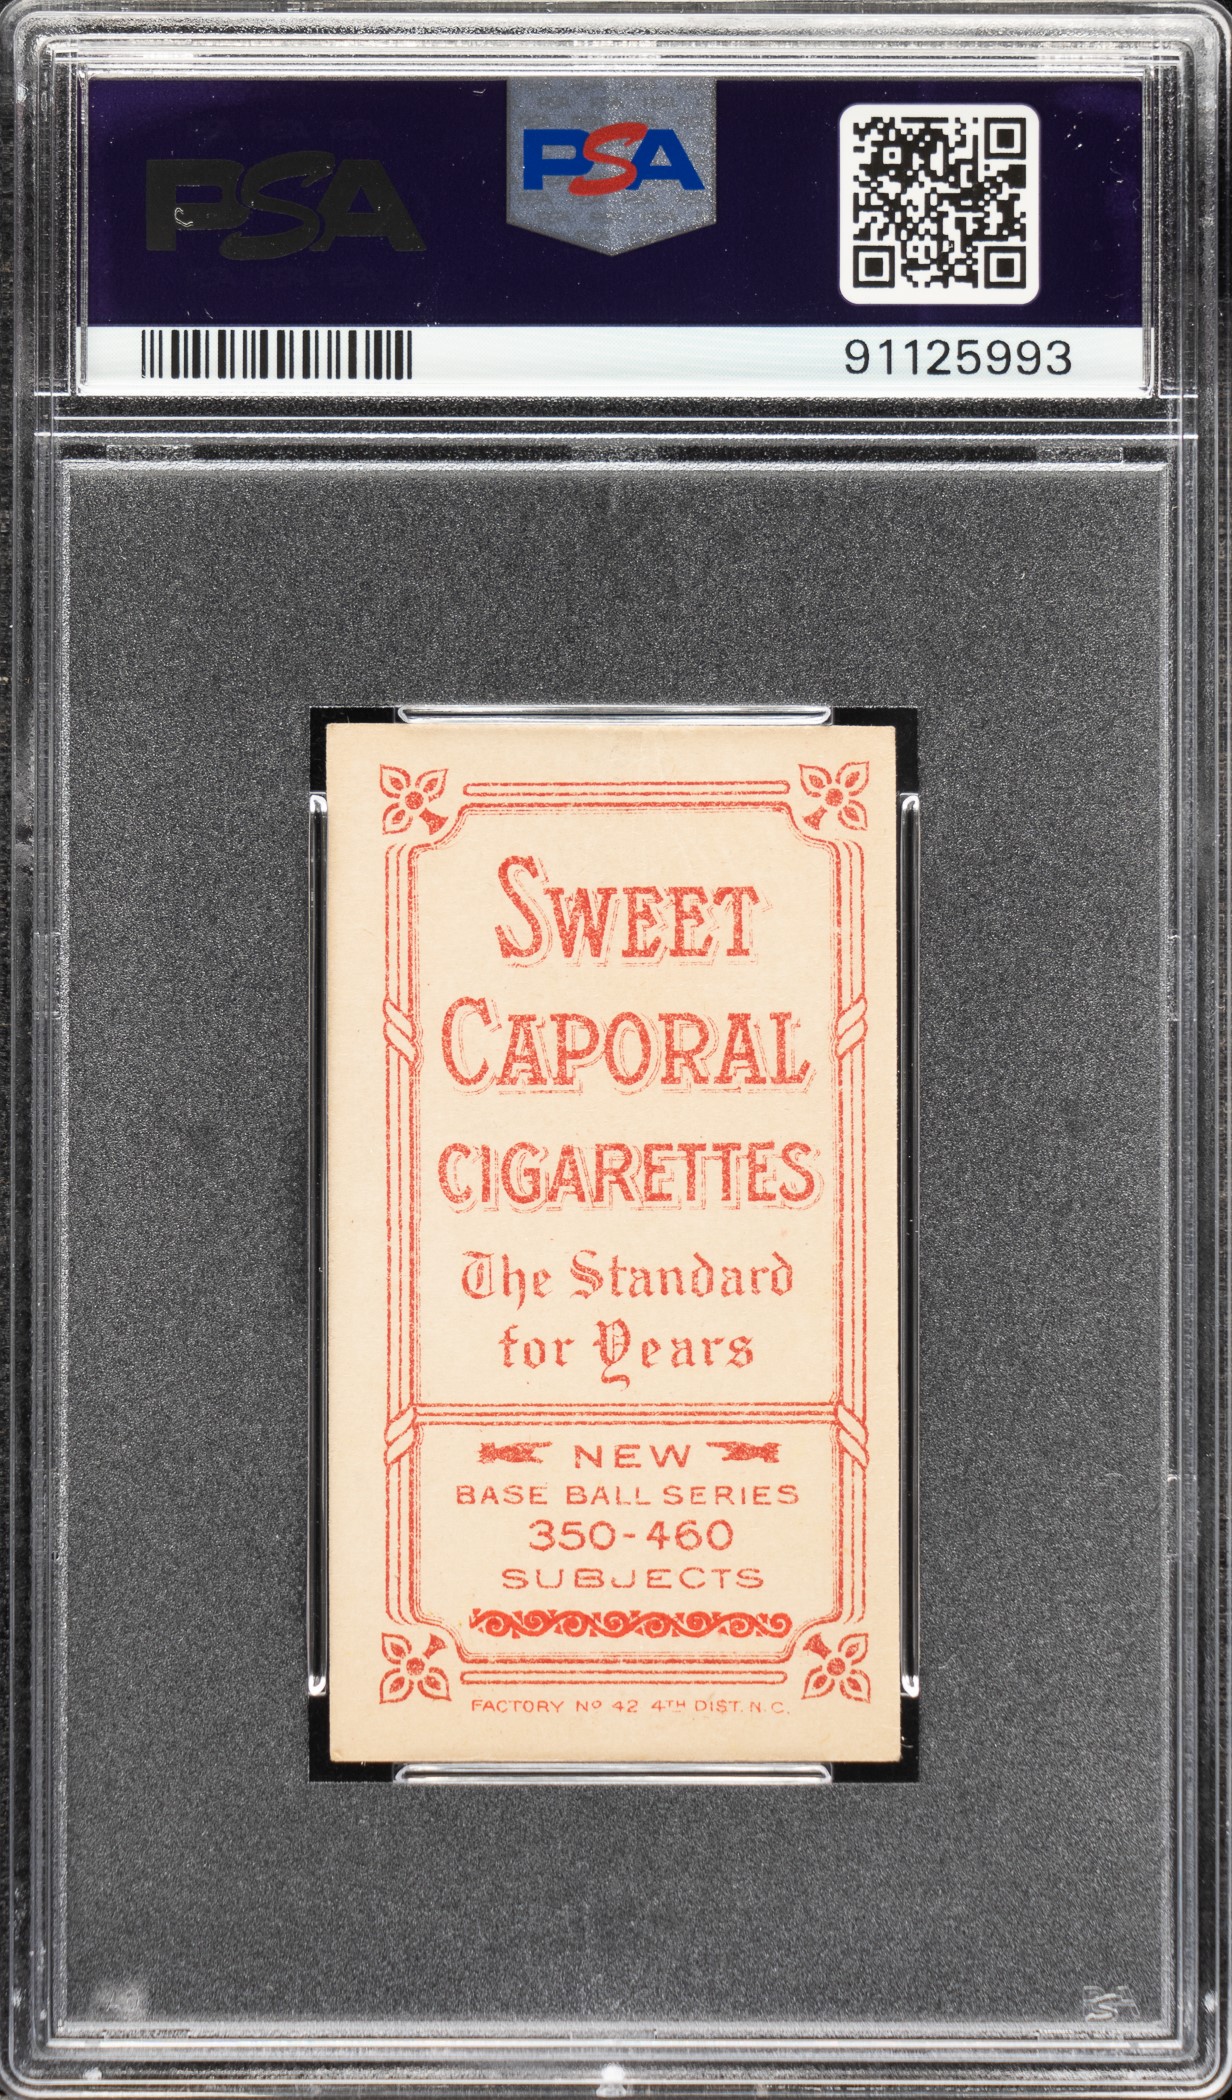 PSA
PSA
91125993
SWEET
CAPORAL
CIGARETTES
The Standard
for Years
NEW
BASE BALL SERIES
350-460
SUBJECTS
FACTORY Nº 42 4TH DIST. N.C.
PSA